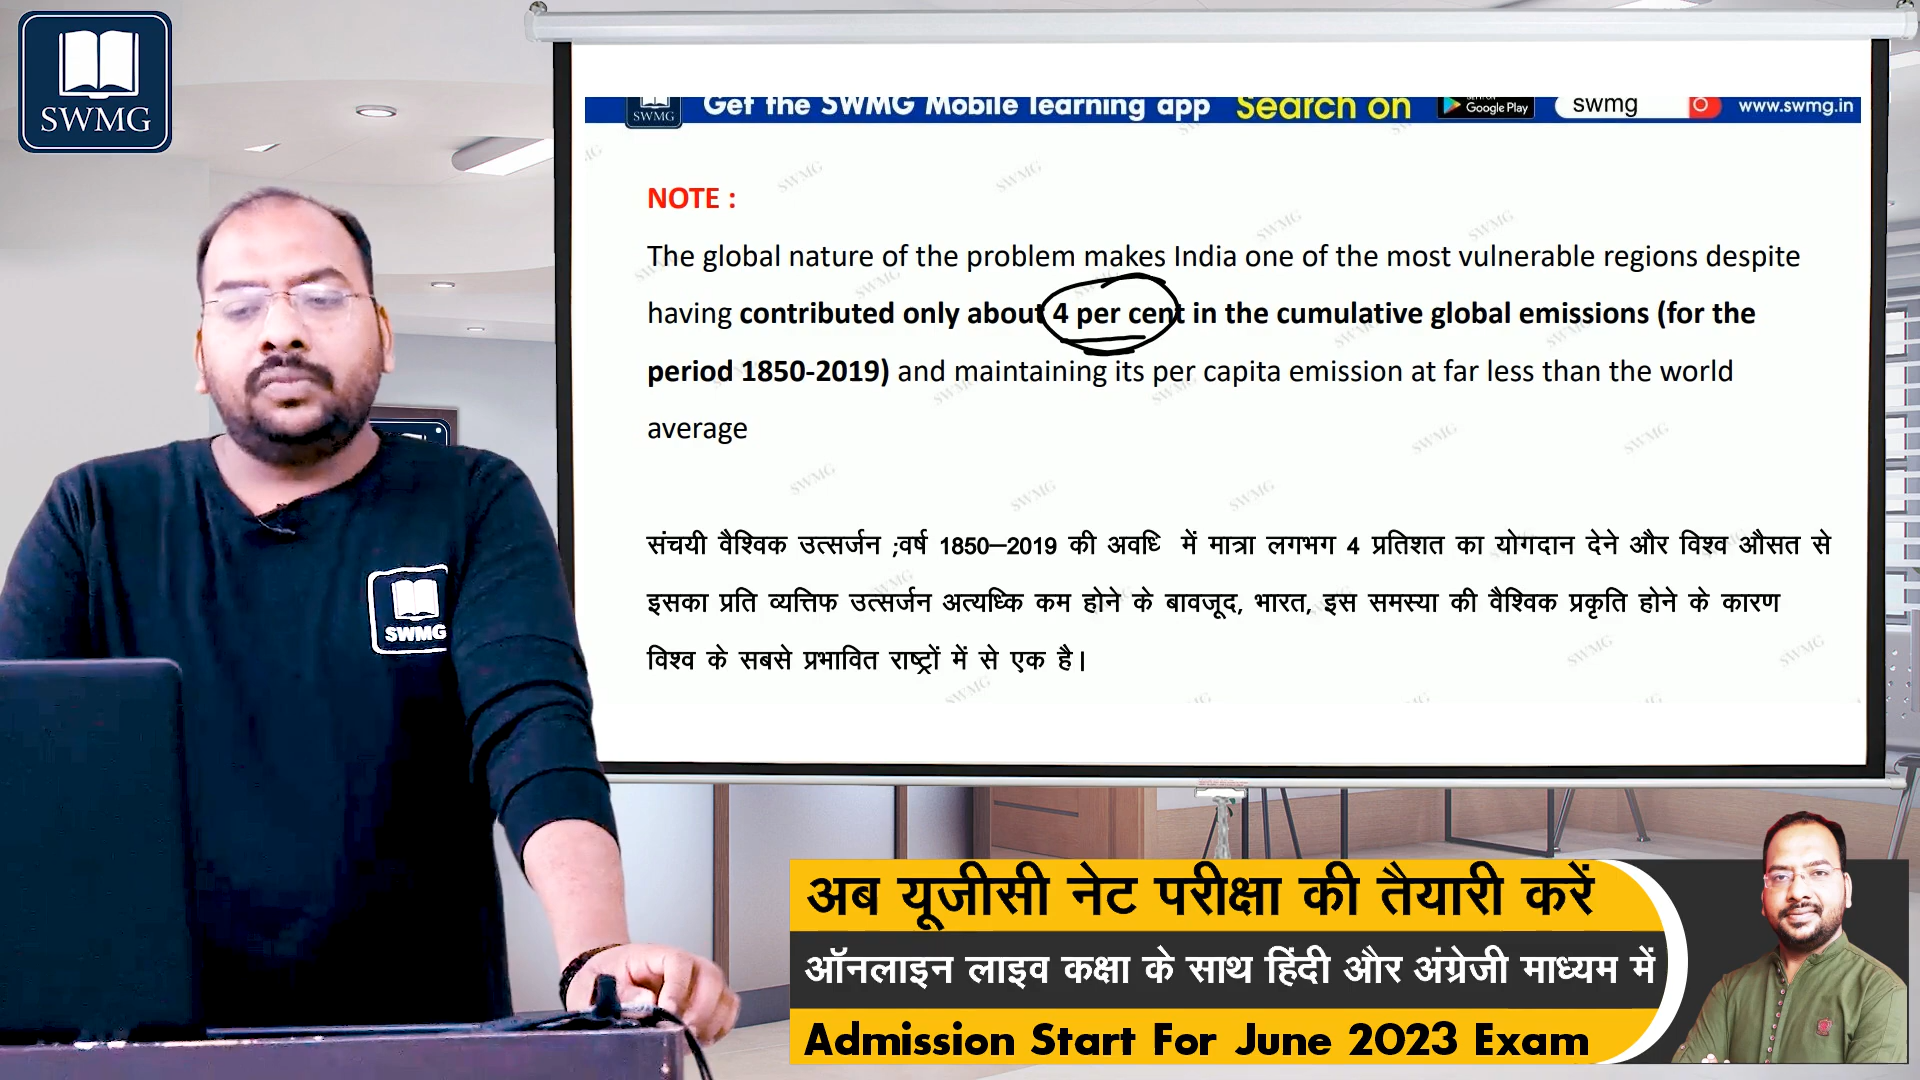 SWMG
Get the SWMG Mobile learning app Search on Google Play swmg www.swmg.in
SWMG
NOTE :
The global nature of the problem makes India one of the most vulnerable regions despite
having contributed only about 4 per cent in the cumulative global emissions (for the
period 1850-2019) and maintaining its per capita emission at far less than the world
average
संचयी वैश्विक उत्सर्जन ;वर्ष 1850–2019 की अवधि में मात्रा लगभग 4 प्रतिशत का योगदान देने और विश्व औसत से
इसका प्रति व्यत्तिफ उत्सर्जन अत्यध्कि कम होने के बावजूद, भारत, इस समस्या की वैश्विक प्रकृति होने के कारण
विश्व के सबसे प्रभावित राष्ट्रों में से एक है।
SWMG
अब यूजीसी नेट परीक्षा की तैयारी करें
ऑनलाइन लाइव कक्षा के साथ हिंदी और अंग्रेजी माध्यम में
Admission Start For June 2023 Exam